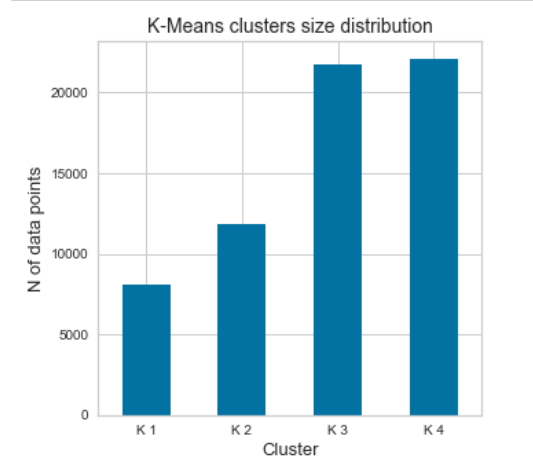 K-Means clusters size distribution
N of data points
20000
15000
10000
5000
0
K 1 K 2 K 3 K 4
Cluster